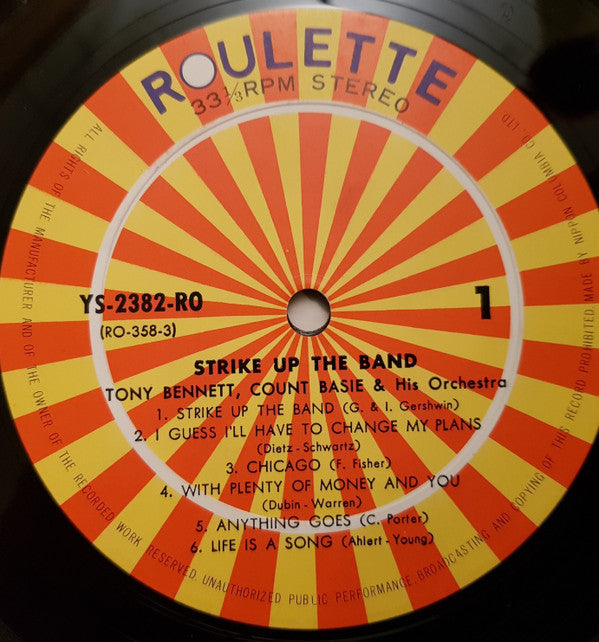 ROULETTE
33 1/3 RPM STEREO
YS-2382-RO
1
(RO-358-3)
STRIKE UP THE BAND
TONY BENNETT, COUNT BASIE & His Orchestra
1. STRIKE UP THE BAND (G. & I. Gershwin)
2. I GUESS I'LL HAVE TO CHANGE MY PLANS
(Dietz-Schwartz)
3. CHICAGO (F. Fisher)
4. WITH PLENTY OF MONEY AND YOU
(Dubin-Warren)
5. ANYTHING GOES (C. Porter)
6. LIFE IS A SONG (Ahlert-Young)
ALL RIGHTS OF THE MANUFACTURER AND OF THE OWNER OF THE RECORDED WORK RESERVED. UNAUTHORIZED PUBLIC PERFORMANCE, BROADCASTING AND COPYING OF THIS RECORD PROHIBITED. MADE BY NIPPON COLUMBIA CO. LTD.